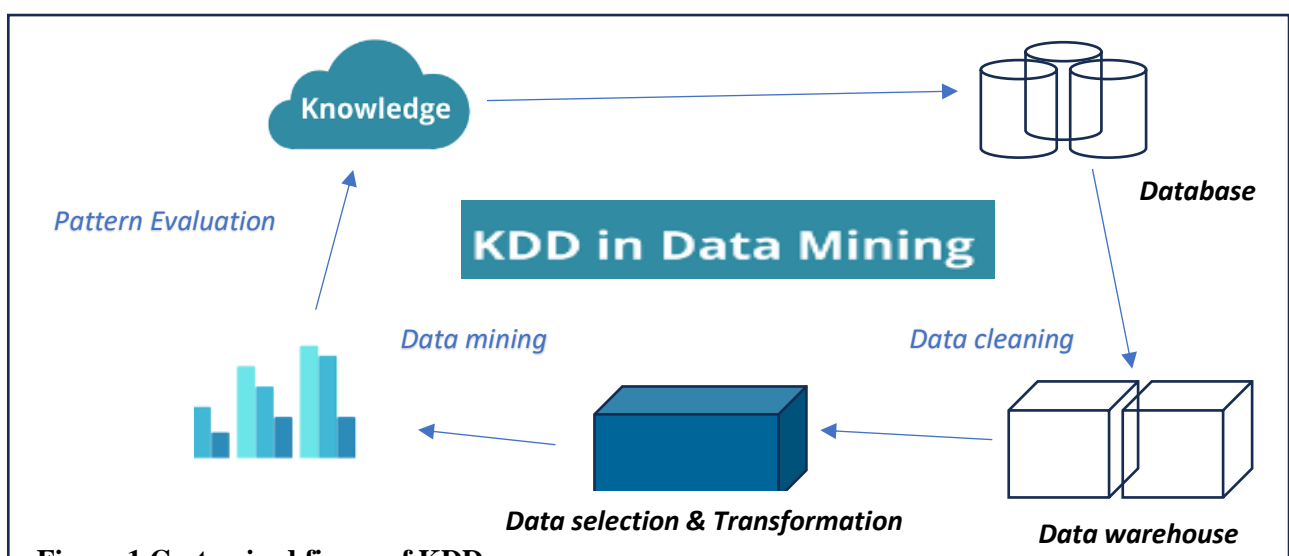 Knowledge
Database
Pattern Evaluation
KDD in Data Mining
Data mining
Data cleaning
Data selection & Transformation
Data warehouse